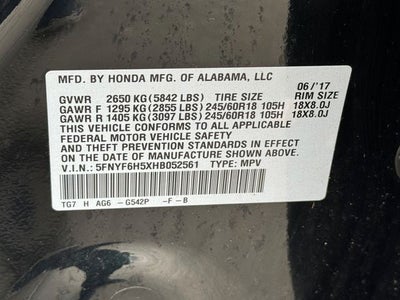 MFD. BY HONDA MFG. OF ALABAMA, LLC
GVWR 2650 KG (5842 LBS) TIRE SIZE 06/'17 RIM SIZE
GAWR F 1295 KG (2855 LBS) 245/60R18 105H 18X8.0J
GAWR R 1405 KG (3097 LBS) 245/60R18 105H 18X8.0J
THIS VEHICLE CONFORMS TO ALL APPLICABLE
FEDERAL MOTOR VEHICLE SAFETY
STANDARDS IN EFFECT ON
THE DATE OF MANUFACTURE SHOWN ABOVE.
V.I.N.: 5FNYF6H5XHB052561 TYPE: MPV
TG7 H AG6 -G542P -F-B